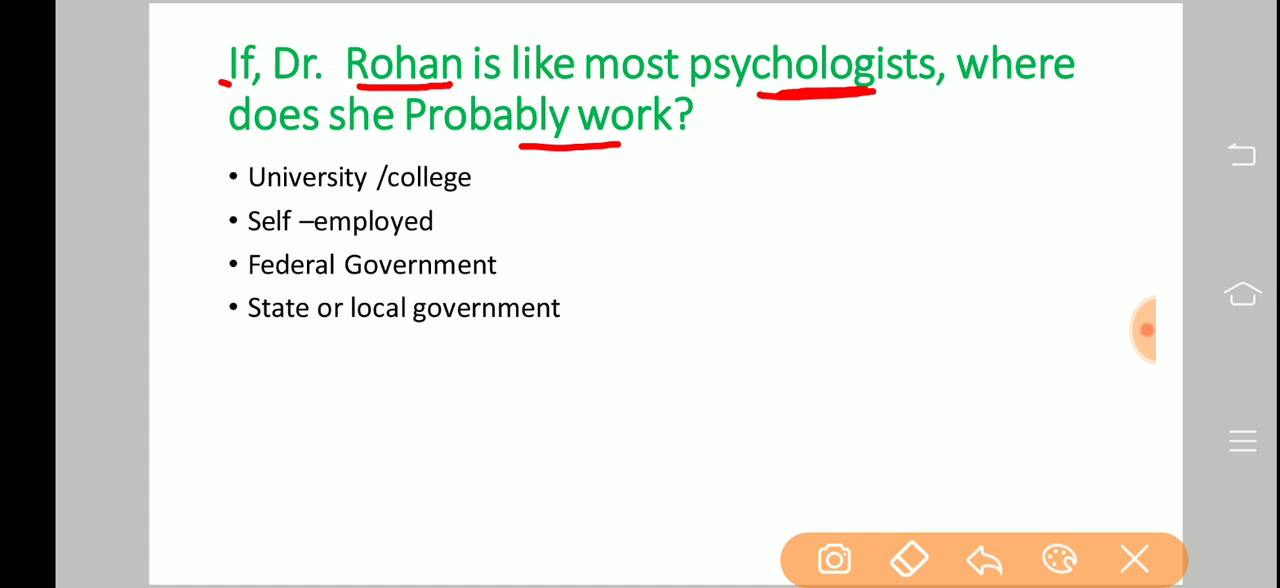 If, Dr. Rohan is like most psychologists, where
does she Probably work?
• University /college
• Self –employed
• Federal Government
• State or local government